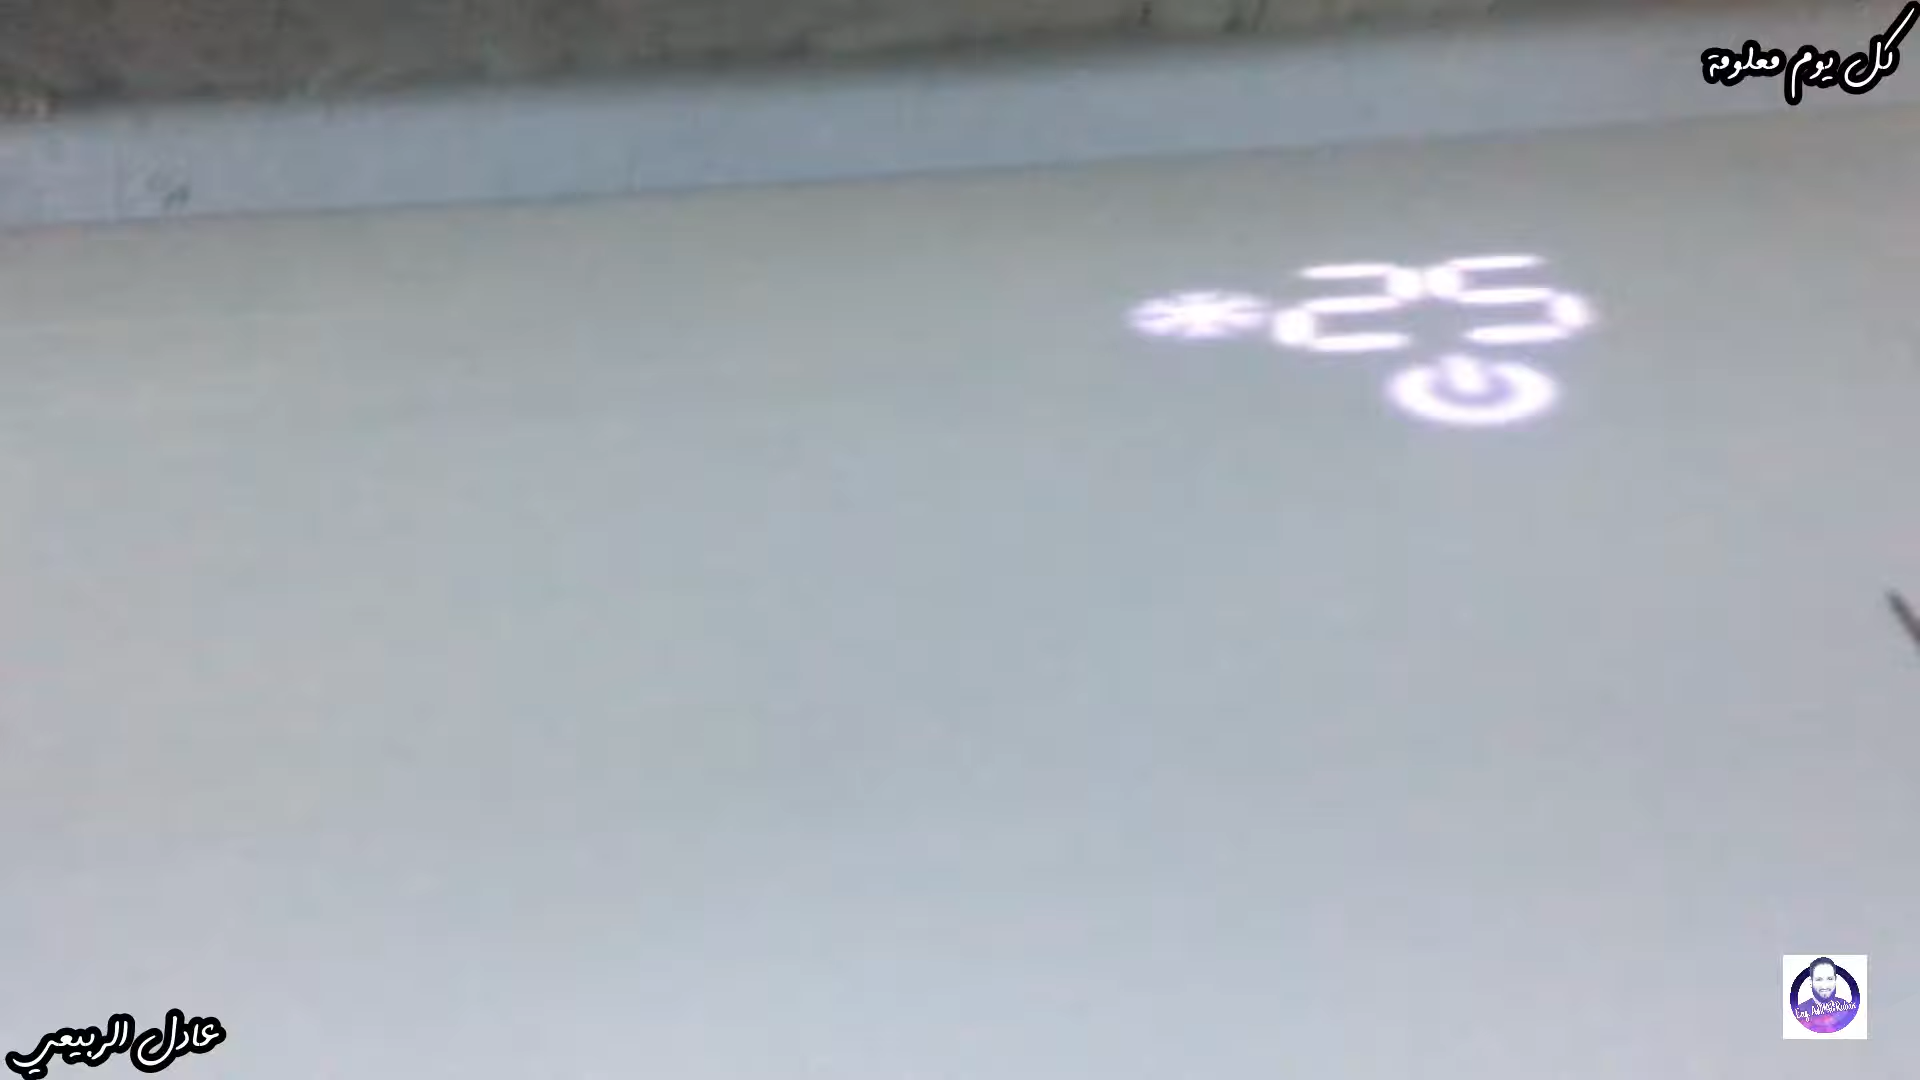 كل يوم معلومة
25
عادل الربيعي